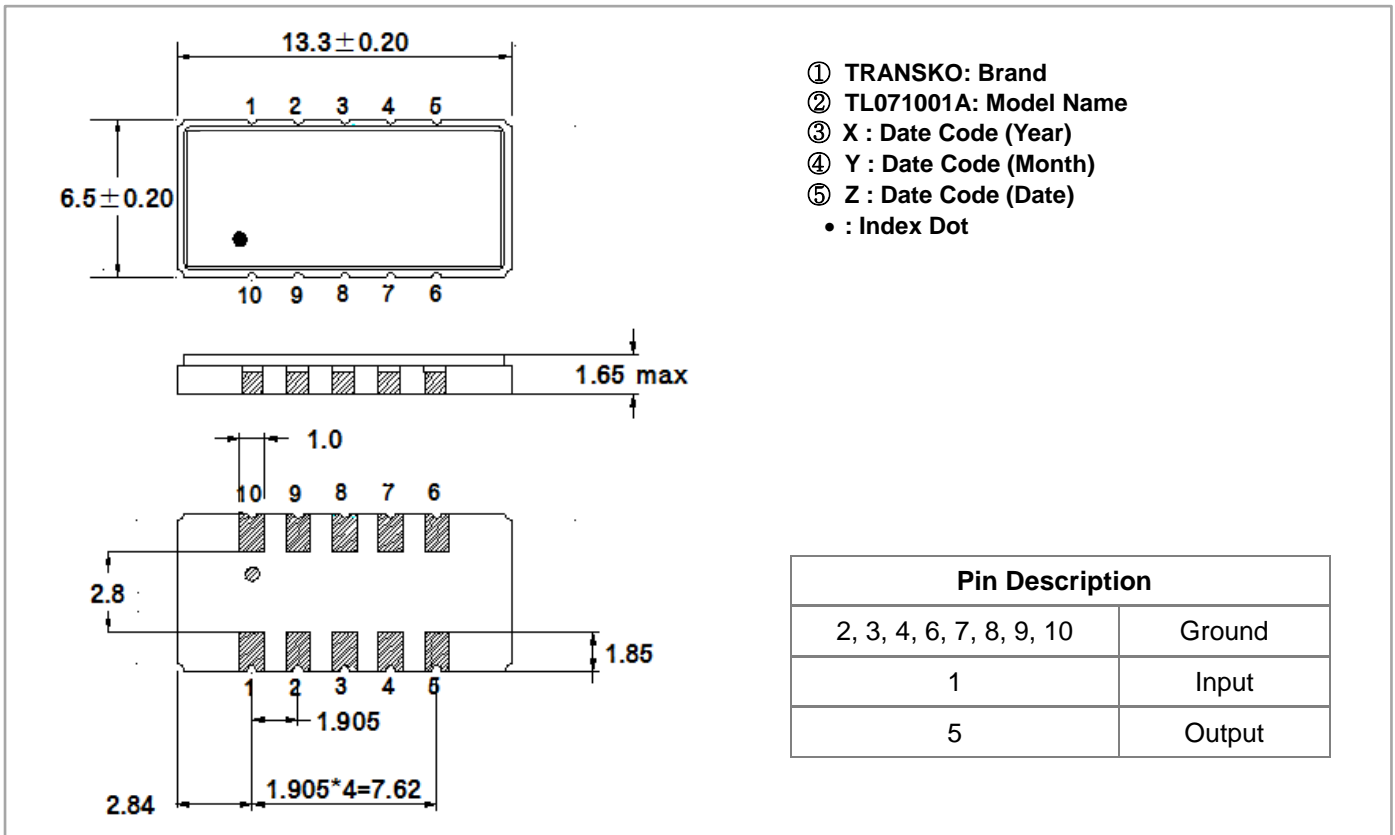 13.3±0.20
1 2 3 4 5
6.5±0.20
10 9 8 7 6
1.65 max
1.0
10 9 8 7 6
2.8
1.85
1 2 3 4 5
1.905
1.905*4=7.62
2.84
① TRANSKO: Brand
② TL071001A: Model Name
③ X : Date Code (Year)
④ Y : Date Code (Month)
⑤ Z : Date Code (Date)
• : Index Dot
Pin Description
2, 3, 4, 6, 7, 8, 9, 10 Ground
1 Input
5 Output